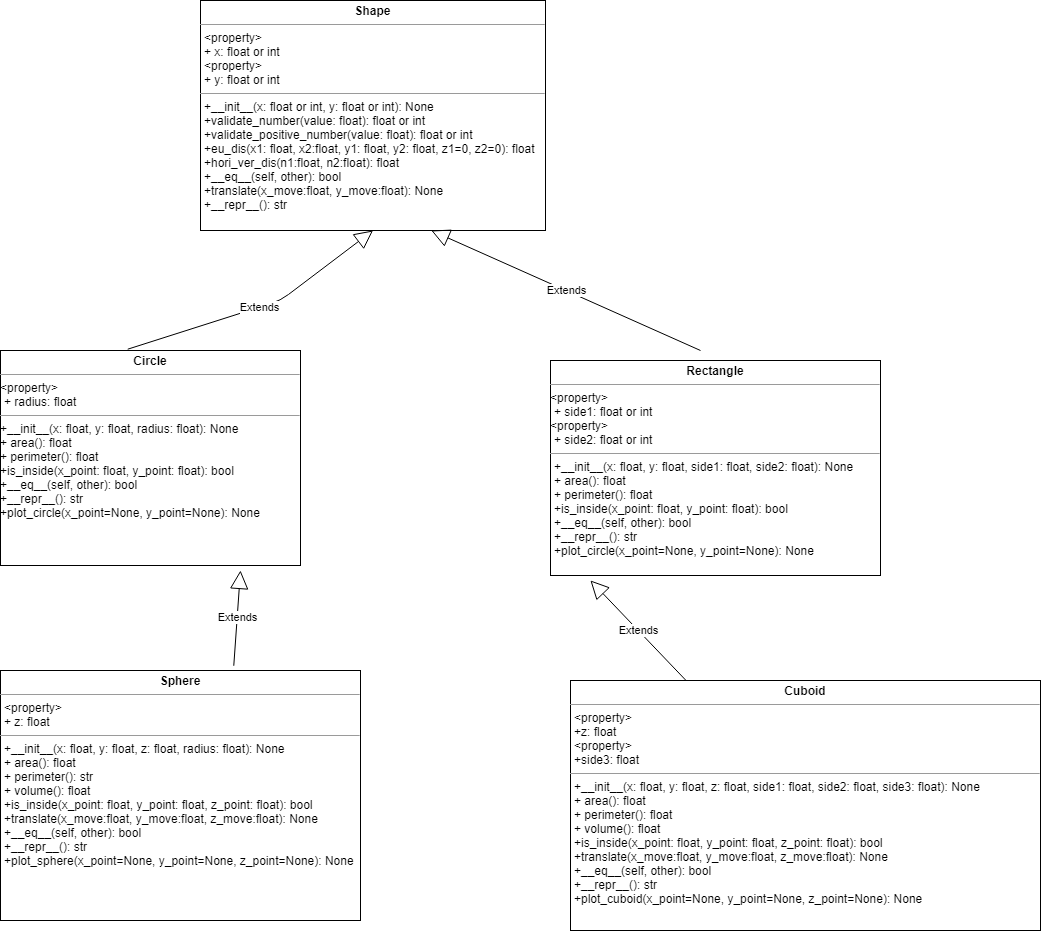 Shape
<property>
+ x: float or int
<property>
+ y: float or int
+__init__(x: float or int, y: float or int): None
+validate_number(value: float): float or int
+validate_positive_number(value: float): float or int
+eu_dis(x1: float, x2:float, y1: float, y2: float, z1=0, z2=0): float
+hori_ver_dis(n1:float, n2:float): float
+__eq__(self, other): bool
+translate(x_move:float, y_move:float): None
+__repr__(): str
Extends
Extends
Circle
<property>
+ radius: float
+__init__(x: float, y: float, radius: float): None
+ area(): float
+ perimeter(): float
+is_inside(x_point: float, y_point: float): bool
+__eq__(self, other): bool
+__repr__(): str
+plot_circle(x_point=None, y_point=None): None
Rectangle
<property>
+ side1: float or int
<property>
+ side2: float or int
+__init__(x: float, y: float, side1: float, side2: float): None
+ area(): float
+ perimeter(): float
+is_inside(x_point: float, y_point: float): bool
+__eq__(self, other): bool
+__repr__(): str
+plot_circle(x_point=None, y_point=None): None
Extends
Extends
Sphere
<property>
+ z: float
+__init__(x: float, y: float, z: float, radius: float): None
+ area(): float
+ perimeter(): str
+ volume(): float
+is_inside(x_point: float, y_point: float, z_point: float): bool
+translate(x_move:float, y_move:float, z_move:float): None
+__eq__(self, other): bool
+__repr__(): str
+plot_sphere(x_point=None, y_point=None, z_point=None): None
Cuboid
<property>
+z: float
<property>
+side3: float
+__init__(x: float, y: float, z: float, side1: float, side2: float, side3: float): None
+ area(): float
+ perimeter(): float
+ volume(): float
+is_inside(x_point: float, y_point: float, z_point: float): bool
+translate(x_move:float, y_move:float, z_move:float): None
+__eq__(self, other): bool
+__repr__(): str
+plot_cuboid(x_point=None, y_point=None, z_point=None): None